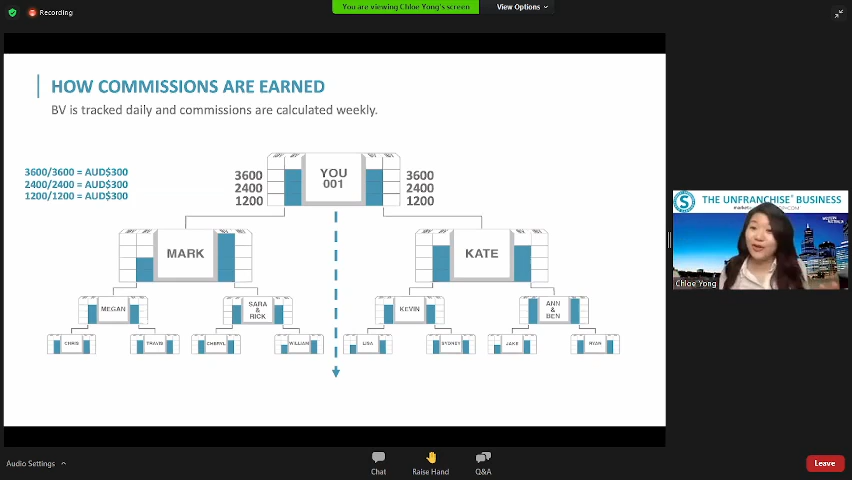 Recording
You are viewing Chloe Yong's screen
View Options
HOW COMMISSIONS ARE EARNED
BV is tracked daily and commissions are calculated weekly.
3600/3600 = AUD$300
2400/2400 = AUD$300
1200/1200 = AUD$300
3600
2400
1200
YOU
001
3600
2400
1200
MARK
KATE
MEGAN
SARA
&
RICK
KEVIN
ANN
&
BEN
CHRIS
TRAVIS
CHERYL
WILLIAM
LISA
SYDNEY
JAKE
RYAN
THE UNFRANCHISE® BUSINESS
WESTERN
AUSTRALIA
Chloe Yong
Audio Settings
Chat
Raise Hand
Q&A
Leave